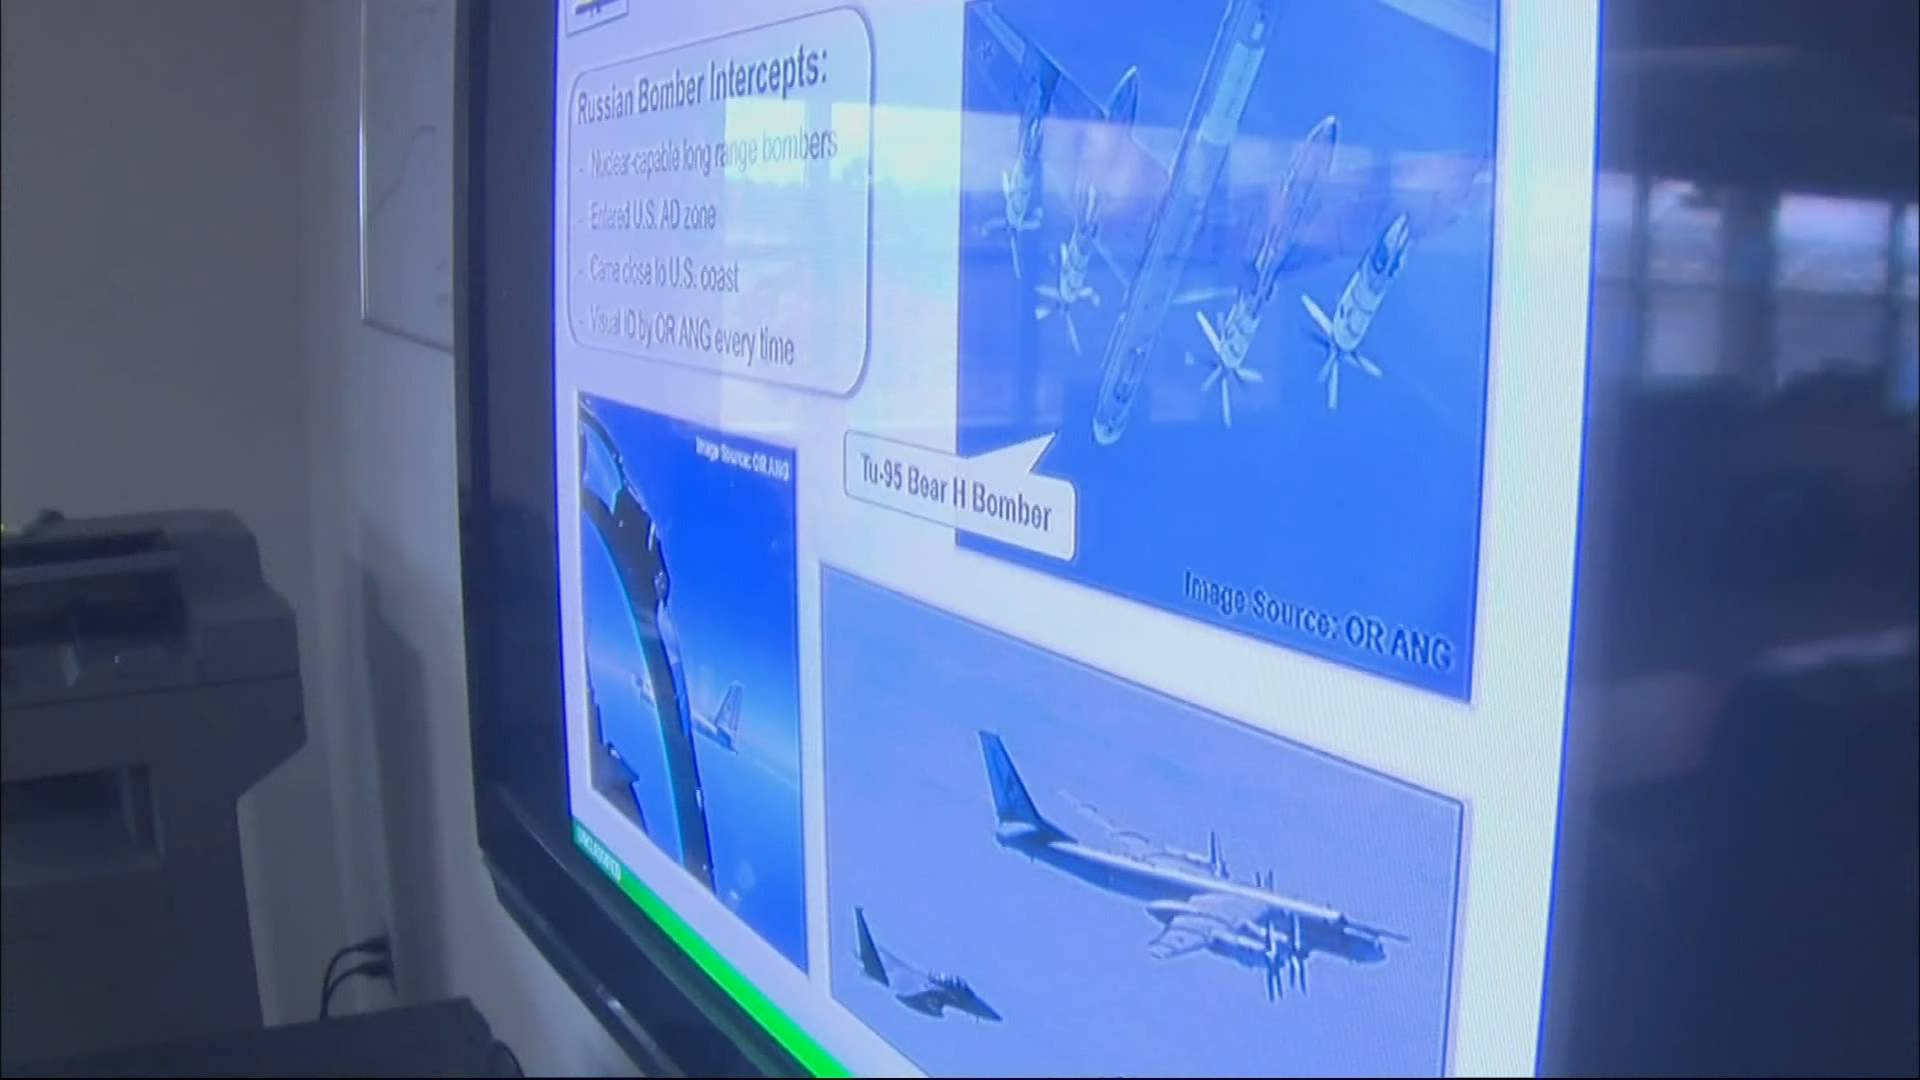 Russian Bomber Intercepts:
- Nuclear-capable long range bombers
- Entered U.S. AD zone
- Came close to U.S. coast
- Visual ID by OR ANG every time
Image Source: OR ANG
Tu-95 Bear H Bomber
Image Source: OR ANG
UNCLASSIFIED